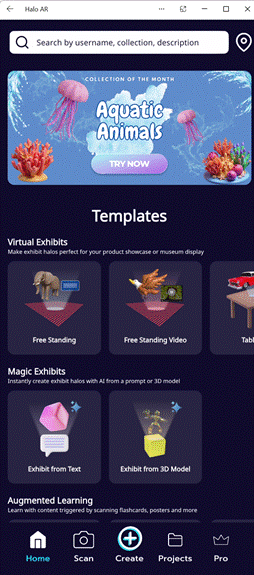 Halo AR
Search by username, collection, description
COLLECTION OF THE MONTH
Aquatic
Animals
TRY NOW
Templates
Virtual Exhibits
Make exhibit halos perfect for your product showcase or museum display
Free Standing
Free Standing Video
Tabl
Magic Exhibits
Instantly create exhibit halos with AI from a prompt or 3D model
Exhibit from Text
Exhibit from 3D Model
Augmented Learning
Learn with content triggered by scanning flashcards, posters and more
Home
Scan
Create
Projects
Pro